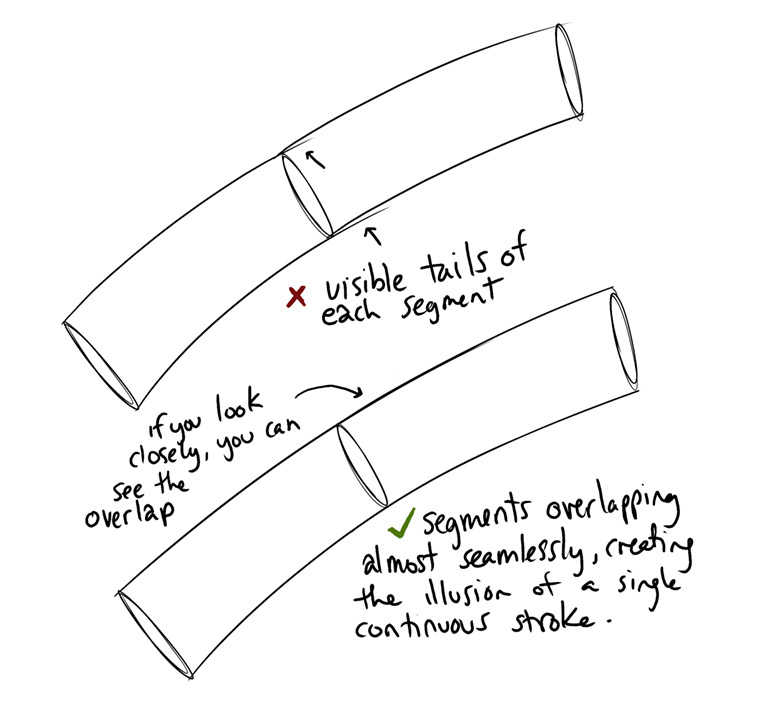 x visible tails of
each segment
if you look
closely, you can
see the
overlap
✓ segments overlapping
almost seamlessly, creating
the illusion of a single
continuous stroke.